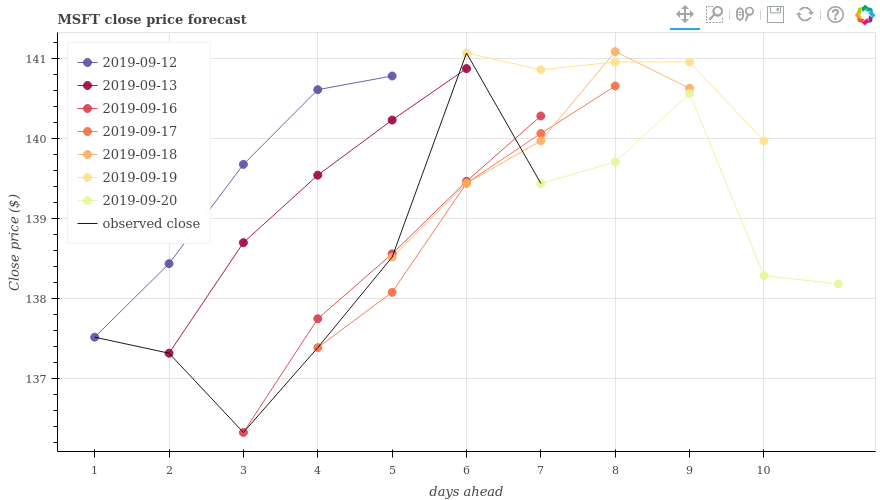 MSFT close price forecast
141
140
139
138
137
Close price ($)
2019-09-12
2019-09-13
2019-09-16
2019-09-17
2019-09-18
2019-09-19
2019-09-20
observed close
1 2 3 4 5 6 7 8 9 10
days ahead